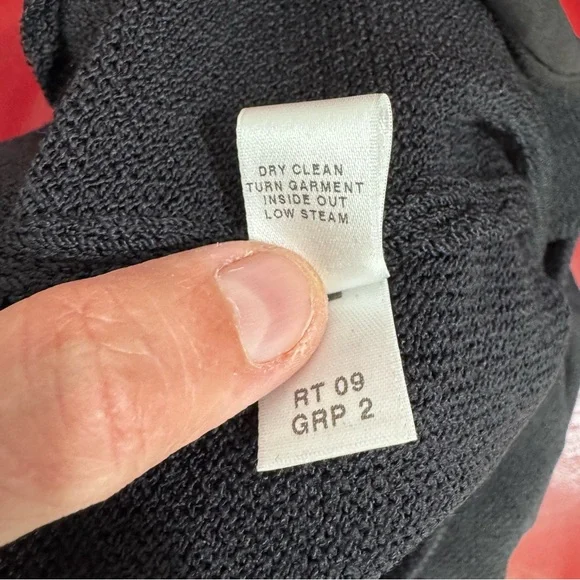 DRY CLEAN
TURN GARMENT
INSIDE OUT
LOW STEAM
RT 09
GRP 2